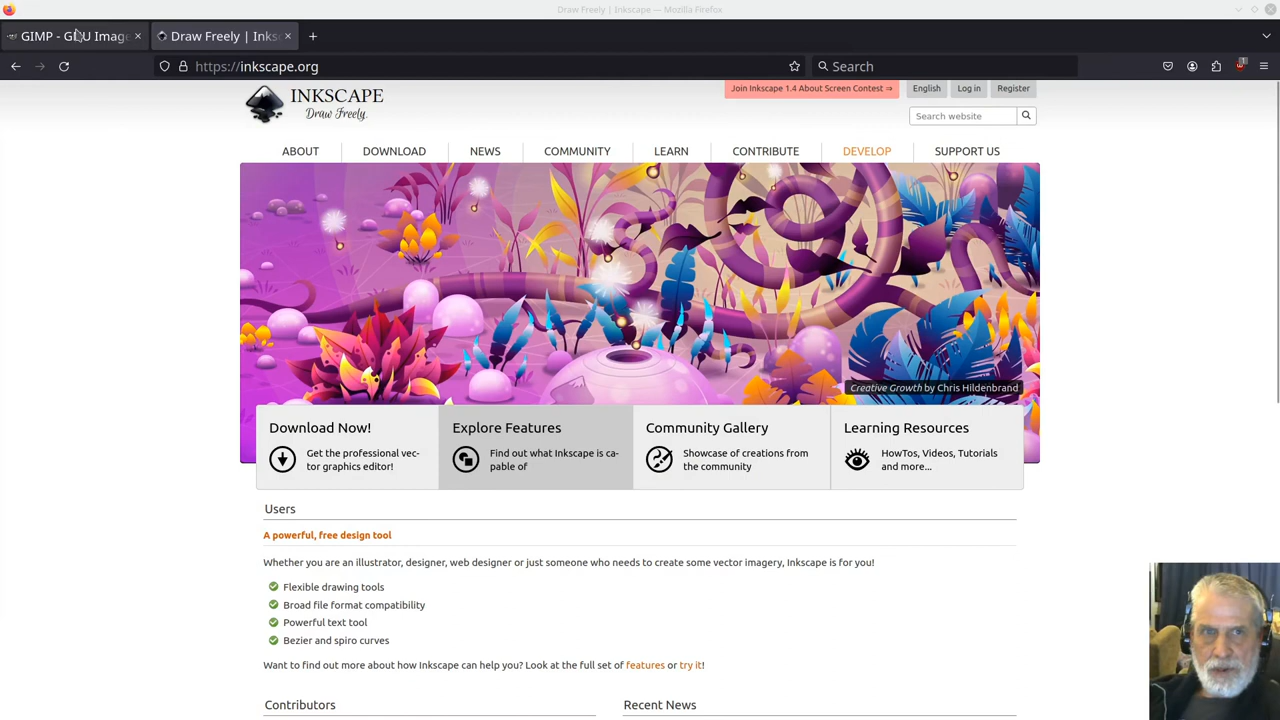 Draw Freely | Inkscape — Mozilla Firefox
GIMP - GNU Image
Draw Freely | Inks
https://inkscape.org
Search
1
INKSCAPE
Draw Freely.
Join Inkscape 1.4 About Screen Contest ⇒
English
Log in
Register
Search website
ABOUT
DOWNLOAD
NEWS
COMMUNITY
LEARN
CONTRIBUTE
DEVELOP
SUPPORT US
Creative Growth by Chris Hildenbrand
Download Now!
Get the professional vec-
tor graphics editor!
Explore Features
Find out what Inkscape is ca-
pable of
Community Gallery
Showcase of creations from
the community
Learning Resources
HowTos, Videos, Tutorials
and more...
Users
A powerful, free design tool
Whether you are an illustrator, designer, web designer or just someone who needs to create some vector imagery, Inkscape is for you!
Flexible drawing tools
Broad file format compatibility
Powerful text tool
Bezier and spiro curves
Want to find out more about how Inkscape can help you? Look at the full set of features or try it!
Contributors
Recent News